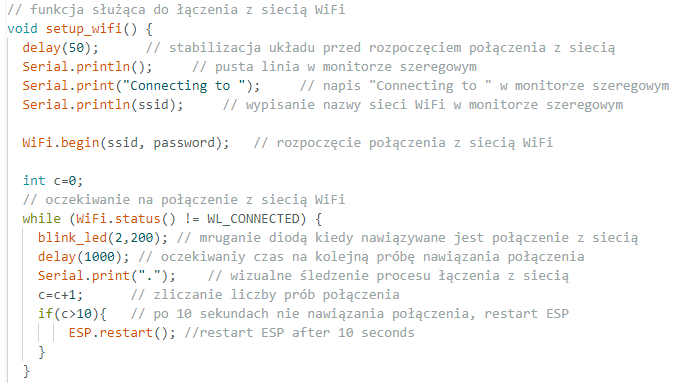 // funkcja służąca do łączenia z siecią WiFi
void setup_wifi() {
  delay(50);      // stabilizacja układu przed rozpoczęciem połączenia z siecią
  Serial.println();     // pusta linia w monitorze szeregowym
  Serial.print("Connecting to ");     // napis "Connecting to " w monitorze szeregowym
  Serial.println(ssid);     // wypisanie nazwy sieci WiFi w monitorze szeregowym

  WiFi.begin(ssid, password);   // rozpoczęcie połączenia z siecią WiFi

  int c=0;
  // oczekiwanie na połączenie z siecią WiFi
  while (WiFi.status() != WL_CONNECTED) {
    blink_led(2,200); // mruganie diodą kiedy nawiązywane jest połączenie z siecią
    delay(1000); // oczekiwaniy czas na kolejną próbę nawiązania połączenia
    Serial.print(".");    // wizualne śledzenie procesu łączenia z siecią
    c=c+1;      // zliczanie liczby prób połączenia
    if(c>10){   // po 10 sekundach nie nawiązania połączenia, restart ESP
        ESP.restart(); //restart ESP after 10 seconds
    }
  }